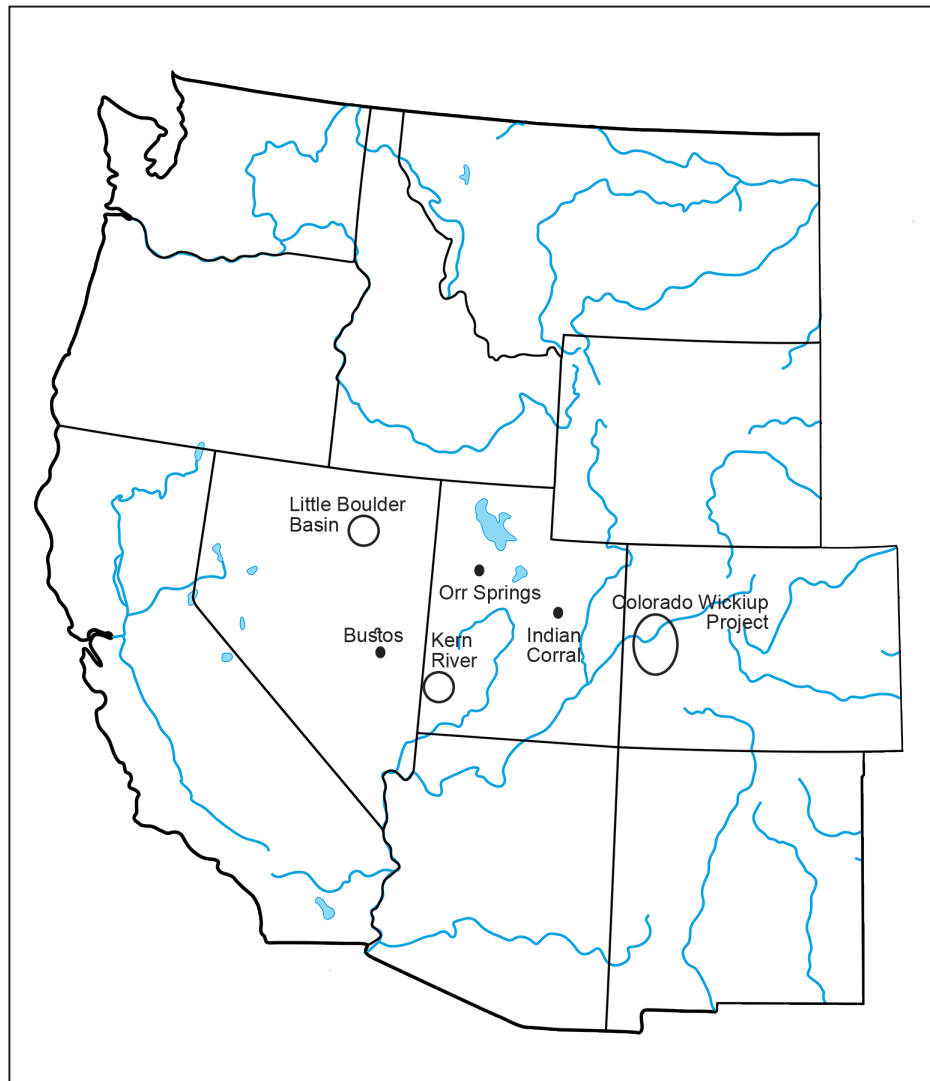 Little Boulder
Basin
Orr Springs
Colorado Wickiup
Project
Bustos
Kern
River
Indian
Corral